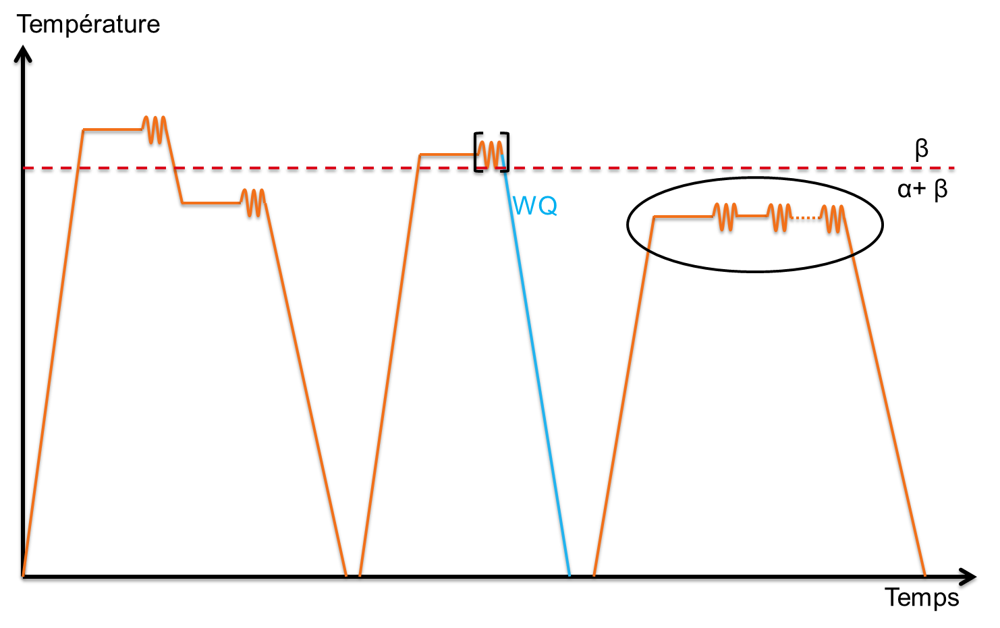 Température
β
α+ β
WQ
Temps